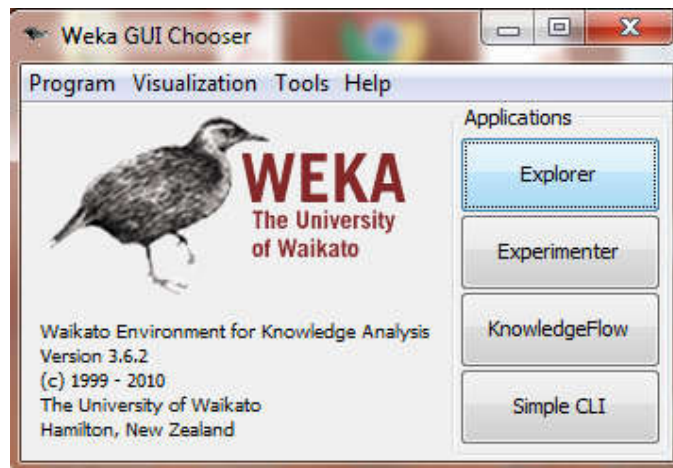 Weka GUI Chooser
Program Visualization Tools Help
WEKA
The University
of Waikato
Waikato Environment for Knowledge Analysis
Version 3.6.2
(c) 1999 - 2010
The University of Waikato
Hamilton, New Zealand
Applications
Explorer
Experimenter
KnowledgeFlow
Simple CLI